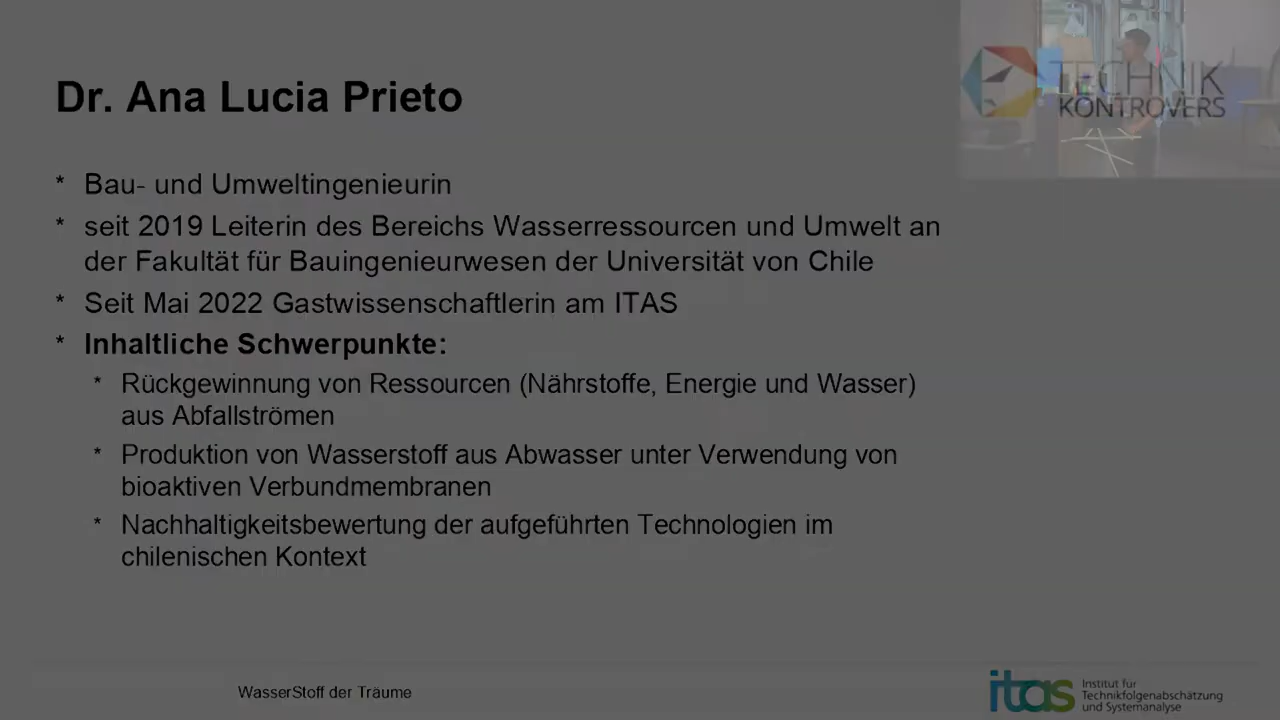 Dr. Ana Lucia Prieto
TECHNIK
KONTROVERS
* Bau- und Umweltingenieurin
* seit 2019 Leiterin des Bereichs Wasserressourcen und Umwelt an
der Fakultät für Bauingenieurwesen der Universität von Chile
* Seit Mai 2022 Gastwissenschaftlerin am ITAS
* Inhaltliche Schwerpunkte:
* Rückgewinnung von Ressourcen (Nährstoffe, Energie und Wasser)
aus Abfallströmen
* Produktion von Wasserstoff aus Abwasser unter Verwendung von
bioaktiven Verbundmembranen
* Nachhaltigkeitsbewertung der aufgeführten Technologien im
chilenischen Kontext
WasserStoff der Träume
itas
Institut für
Technikfolgenabschätzung
und Systemanalyse